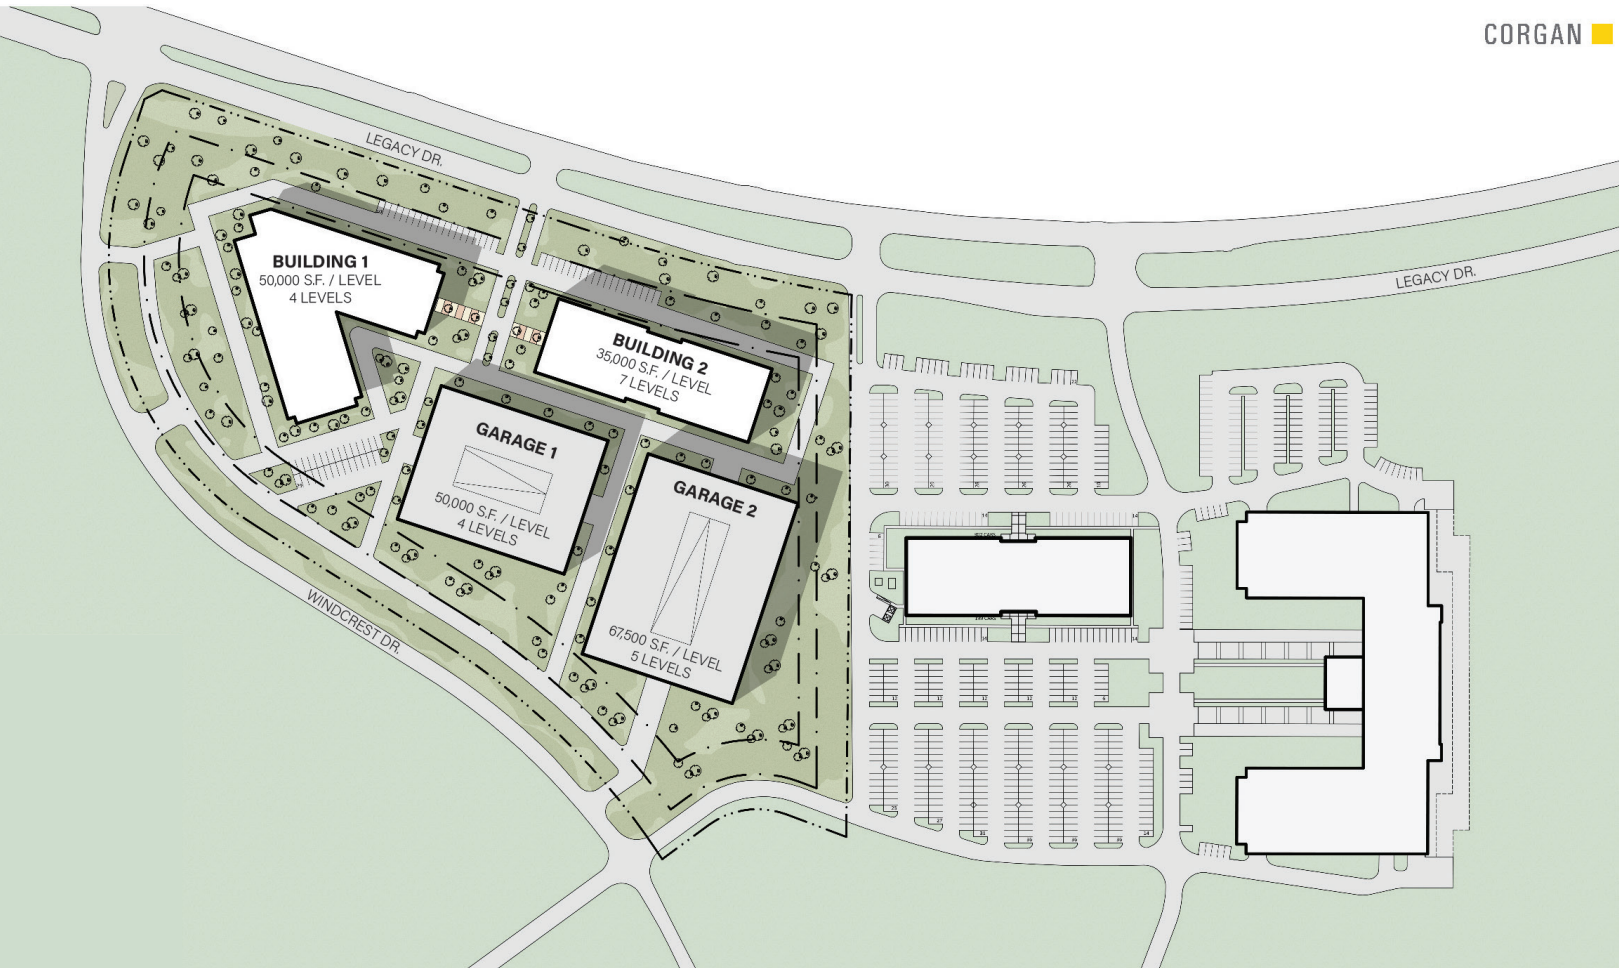 CORGAN
LEGACY DR.
LEGACY DR.
BUILDING 1
50,000 S.F. / LEVEL
4 LEVELS
BUILDING 2
35,000 S.F. / LEVEL
7 LEVELS
GARAGE 1
50,000 S.F. / LEVEL
4 LEVELS
GARAGE 2
67,500 S.F. / LEVEL
5 LEVELS
WINDCREST DR.